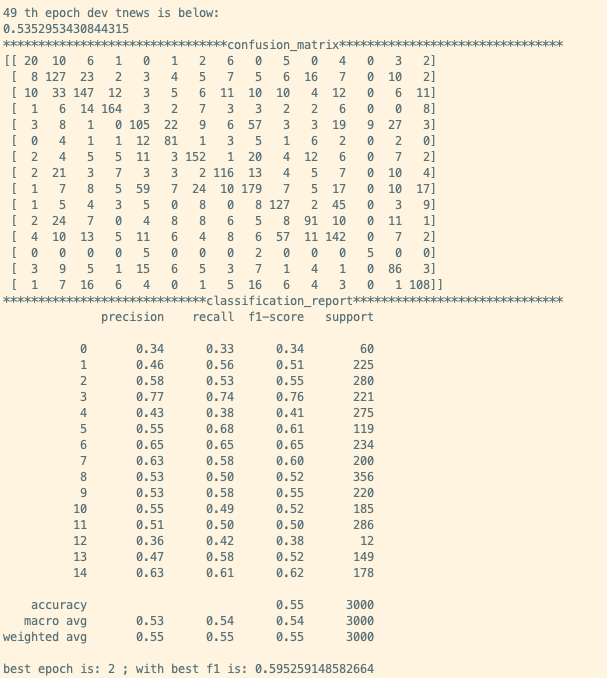 49 th epoch dev tnews is below:
0.5352953430844315
********************************confusion_matrix********************************
[[ 20  10   6   1   0   1   2   6   0   5   0   4   0   3   2]
 [  8 127  23   2   3   4   5   7   5   6  16   7   0  10   2]
 [ 10  33 147  12   3   5   6  11  10  10   4  12   0   6  11]
 [  1   6  14 164   3   2   7   3   3   2   2   6   0   0   8]
 [  3   8   1   0 105  22   9   6  57   3   3  19   9  27   3]
 [  0   4   1   1  12  81   1   3   5   1   6   2   0   2   0]
 [  2   4   5   5  11   3 152   1  20   4  12   6   0   7   2]
 [  2  21   3   7   3   3   2 116  13   4   5   7   0  10   4]
 [  1   7   8   5  59   7  24  10 179   7   5  17   0  10  17]
 [  1   5   4   3   5   0   8   0   8 127   2  45   0   3   9]
 [  2  24   7   0   4   8   8   6   5   8  91  10   0  11   1]
 [  4  10  13   5  11   6   4   8   6  57  11 142   0   7   2]
 [  0   0   0   0   5   0   0   0   2   0   0   0   5   0   0]
 [  3   9   5   1  15   6   5   3   7   1   4   1   0  86   3]
 [  1   7  16   6   4   0   1   5  16   6   4   3   0   1 108]]
*****************************classification_report******************************
precision    recall  f1-score   support
0       0.34      0.33      0.34        60
1       0.46      0.56      0.51       225
2       0.58      0.53      0.55       280
3       0.77      0.74      0.76       221
4       0.43      0.38      0.41       275
5       0.55      0.68      0.61       119
6       0.65      0.65      0.65       234
7       0.63      0.58      0.60       200
8       0.53      0.50      0.52       356
9       0.53      0.58      0.55       220
10       0.55      0.49      0.52       185
11       0.51      0.50      0.50       286
12       0.36      0.42      0.38        12
13       0.47      0.58      0.52       149
14       0.63      0.61      0.62       178
accuracy                           0.55      3000
macro avg       0.53      0.54      0.54      3000
weighted avg       0.55      0.55      0.55      3000
best epoch is: 2 ; with best f1 is: 0.595259148582664